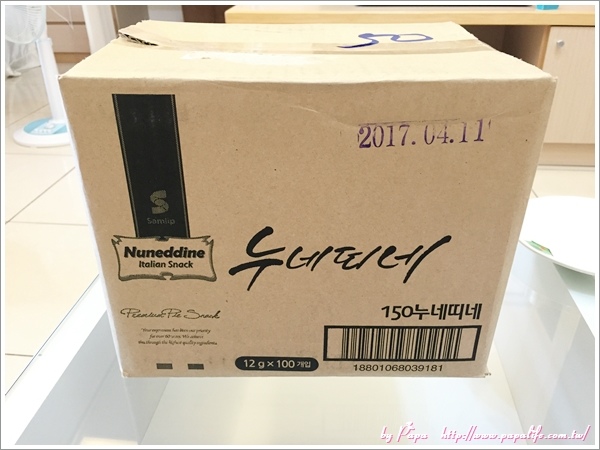 50
2017.04.11
S
Samlip
Nuneddine
Italian Snack
누네띠네
Premium Pie Snack
150누네띠네
12 g × 100 개입
18801068039181
by Papa http://www.papalife.com.tw/